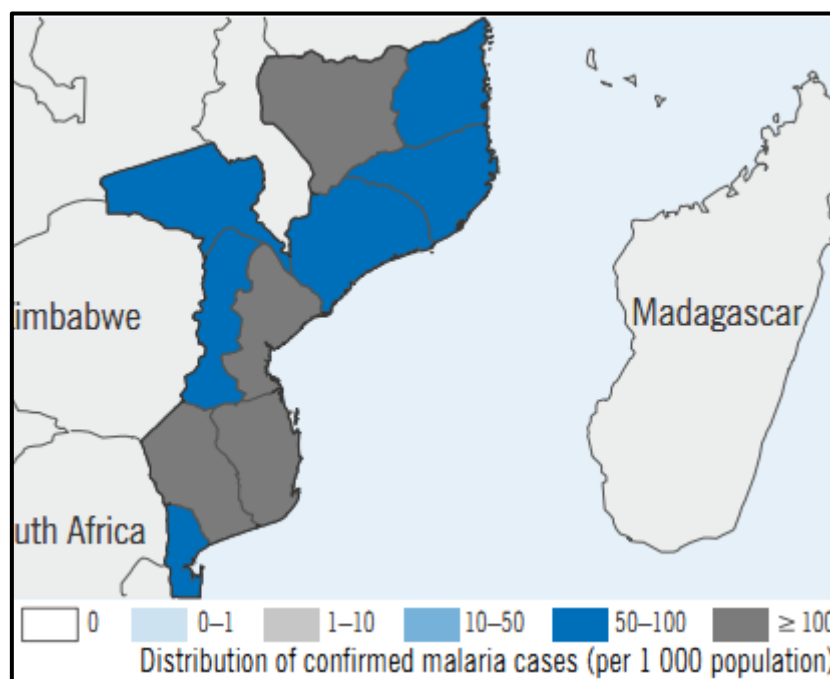 imbabwe
Madagascar
uth Africa
0 0–1 1–10 10–50 50–100 ≥ 100
Distribution of confirmed malaria cases (per 1 000 population)